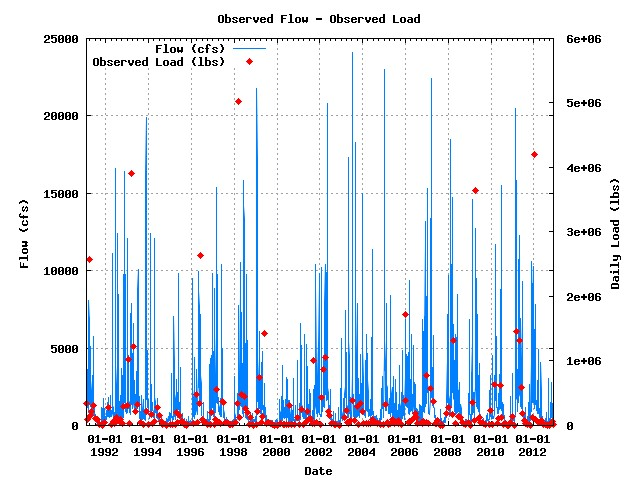 Observed Flow - Observed Load
Flow (cfs)
Observed Load (lbs)
25000
20000
15000
10000
5000
0
Flow (cfs)
6e+06
5e+06
4e+06
3e+06
2e+06
1e+06
0
Daily Load (lbs)
01-01 01-01 01-01 01-01 01-01 01-01 01-01 01-01 01-01 01-01 01-01
1992 1994 1996 1998 2000 2002 2004 2006 2008 2010 2012
Date